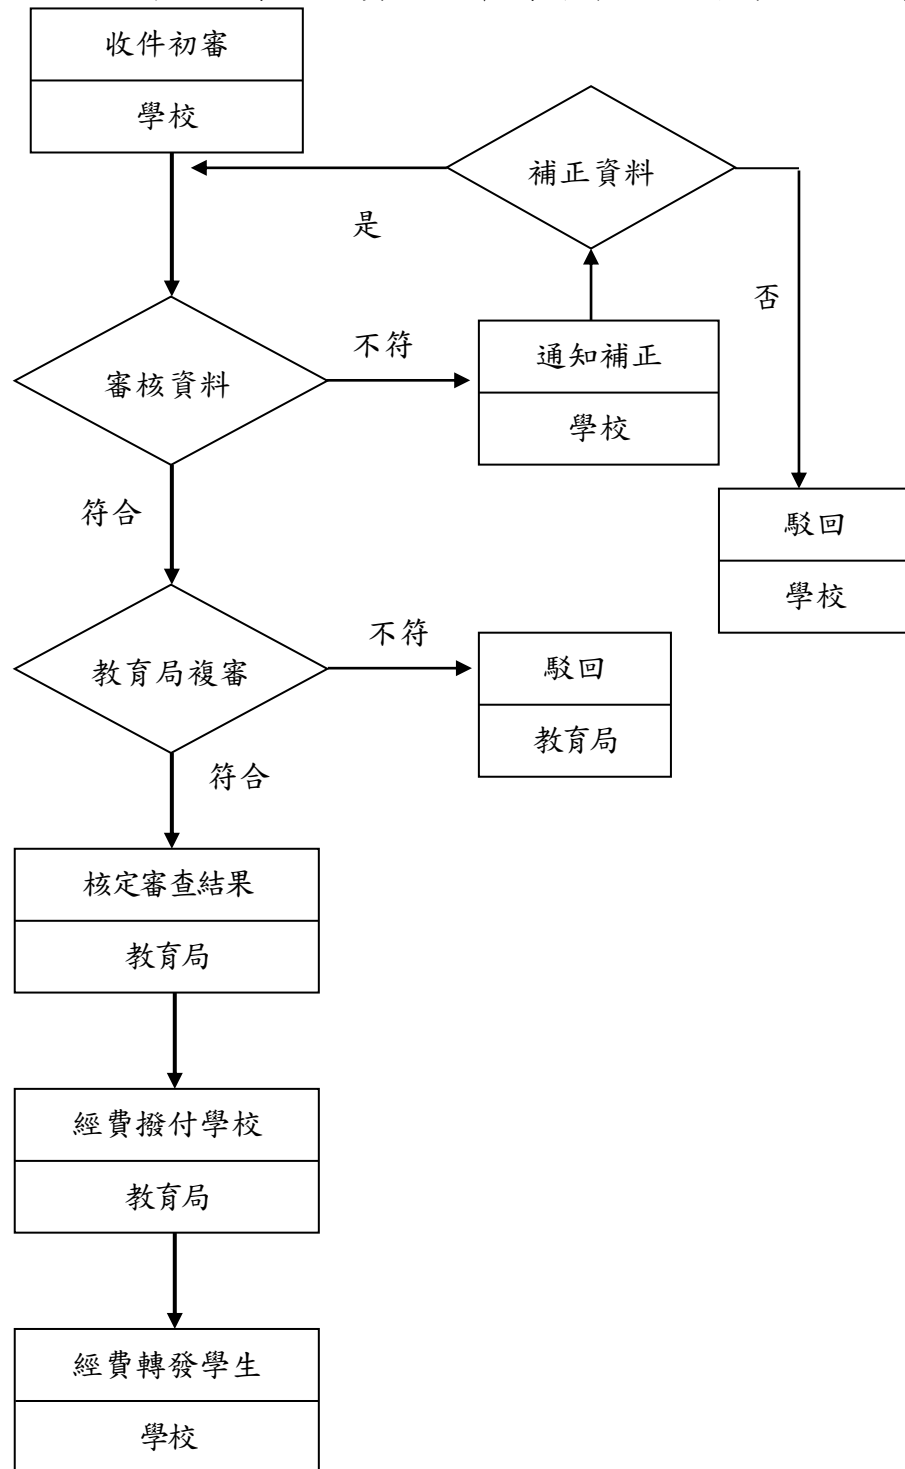 收件初審
學校
補正資料
是
否
不符
通知補正
學校
審核資料
符合
駁回
學校
不符
教育局複審
駁回
教育局
符合
核定審查結果
教育局
經費撥付學校
教育局
經費轉發學生
學校